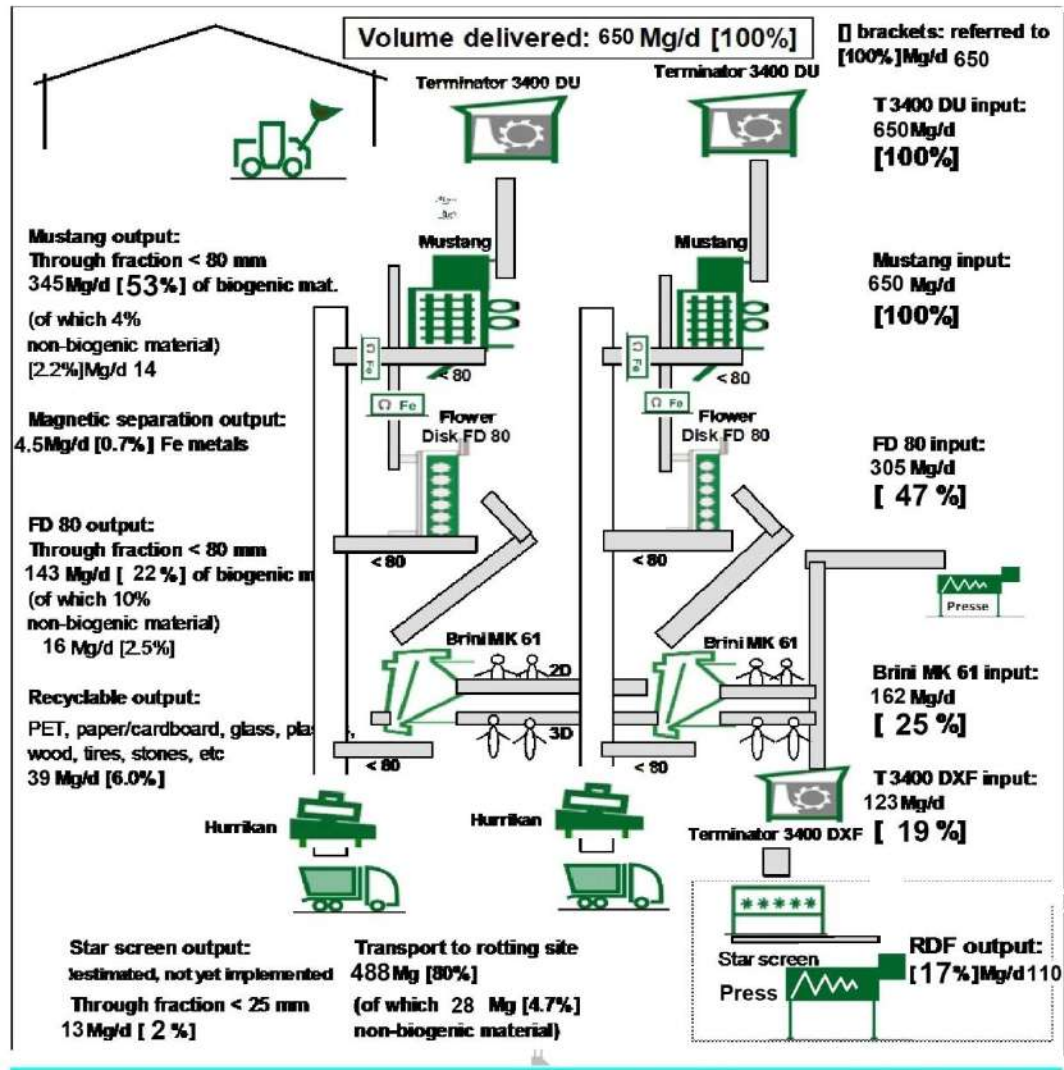 Volume delivered: 650 Mg/d [100%]
[] brackets: referred to
[100%]Mg/d 650
Terminator 3400 DU
Terminator 3400 DU
T 3400 DU input:
650 Mg/d
[100%]
Mustang output:
Through fraction < 80 mm
345Mg/d [53%] of biogenic mat.
(of which 4%
non-biogenic material)
[2.2%]Mg/d 14
Mustang
Mustang
Mustang input:
650 Mg/d
[100%]
Ω Fe
Ω Fe
< 80
< 80
Ω Fe
Ω Fe
Magnetic separation output:
4.5Mg/d [0.7%] Fe metals
Flower
Disk FD 80
Flower
Disk FD 80
FD 80 input:
305 Mg/d
[ 47 %]
FD 80 output:
Through fraction < 80 mm
143 Mg/d [ 22 %] of biogenic m
(of which 10%
non-biogenic material)
16 Mg/d [2.5%]
< 80
< 80
Presse
Brini MK 61
Brini MK 61
2D
3D
Brini MK 61 input:
162 Mg/d
[ 25 %]
Recyclable output:
PET, paper/cardboard, glass,
wood, tires, stones, etc
39 Mg/d [6.0%]
< 80
< 80
T 3400 DXF input:
123 Mg/d
[ 19 %]
Hurrikan
Hurrikan
Terminator 3400 DXF
Star screen output:
estimated, not yet implemented
Through fraction < 25 mm
13 Mg/d [ 2 %]
Transport to rotting site
488 Mg [80%]
(of which 28 Mg [4.7%]
non-biogenic material)
Star screen
Press
RDF output:
[17%]Mg/d110